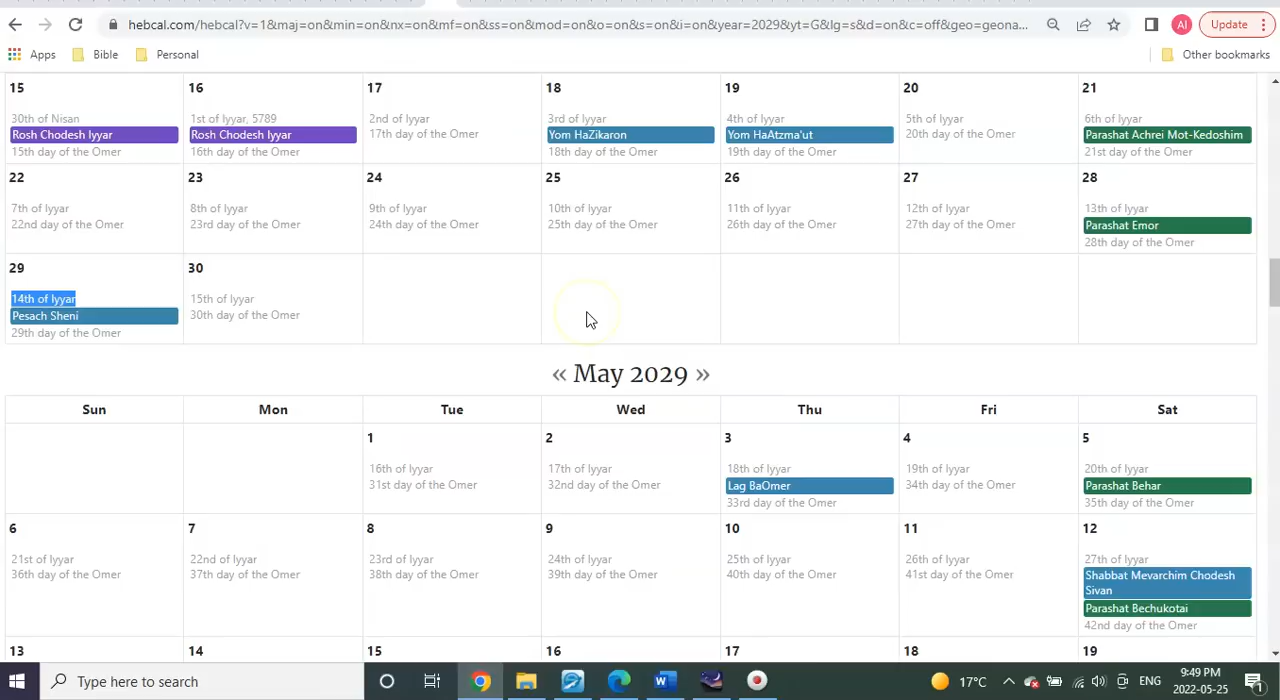 hebcal.com/hebcal?v=1&maj=on&min=on&nx=on&mf=on&ss=on&mod=on&o=on&s=on&i=on&year=2029&yt=G&lg=s&d=on&c=off&geo=geona...
AI
Update
Apps
Bible
Personal
Other bookmarks
15 16 17 18 19 20 21
30th of Nisan 1st of Iyyar, 5789 2nd of Iyyar 3rd of Iyyar 4th of Iyyar 5th of Iyyar 6th of Iyyar
Rosh Chodesh Iyyar Rosh Chodesh Iyyar 17th day of the Omer Yom HaZikaron Yom HaAtzma'ut 20th day of the Omer Parashat Achrei Mot-Kedoshim
15th day of the Omer 16th day of the Omer 18th day of the Omer 19th day of the Omer 21st day of the Omer
22 23 24 25 26 27 28
7th of Iyyar 8th of Iyyar 9th of Iyyar 10th of Iyyar 11th of Iyyar 12th of Iyyar 13th of Iyyar
22nd day of the Omer 23rd day of the Omer 24th day of the Omer 25th day of the Omer 26th day of the Omer 27th day of the Omer Parashat Emor
28th day of the Omer
29 30
14th of Iyyar 15th of Iyyar
Pesach Sheni 30th day of the Omer
29th day of the Omer
« May 2029 »
Sun Mon Tue Wed Thu Fri Sat
1 2 3 4 5
16th of Iyyar 17th of Iyyar 18th of Iyyar 19th of Iyyar 20th of Iyyar
31st day of the Omer 32nd day of the Omer Lag BaOmer 34th day of the Omer Parashat Behar
33rd day of the Omer 35th day of the Omer
6 7 8 9 10 11 12
21st of Iyyar 22nd of Iyyar 23rd of Iyyar 24th of Iyyar 25th of Iyyar 26th of Iyyar 27th of Iyyar
36th day of the Omer 37th day of the Omer 38th day of the Omer 39th day of the Omer 40th day of the Omer 41st day of the Omer Shabbat Mevarchim Chodesh
Sivan
Parashat Bechukotai
42nd day of the Omer
13 14 15 16 17 18 19
Type here to search
17°C
ENG
9:49 PM
2022-05-25
1